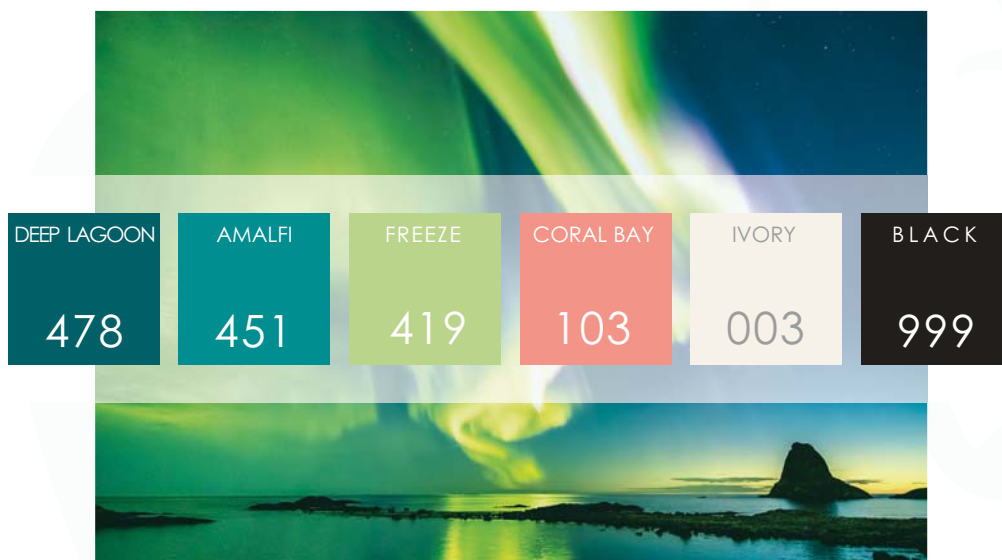 DEEP LAGOON
478
AMALFI
451
FREEZE
419
CORAL BAY
103
IVORY
003
BLACK
999